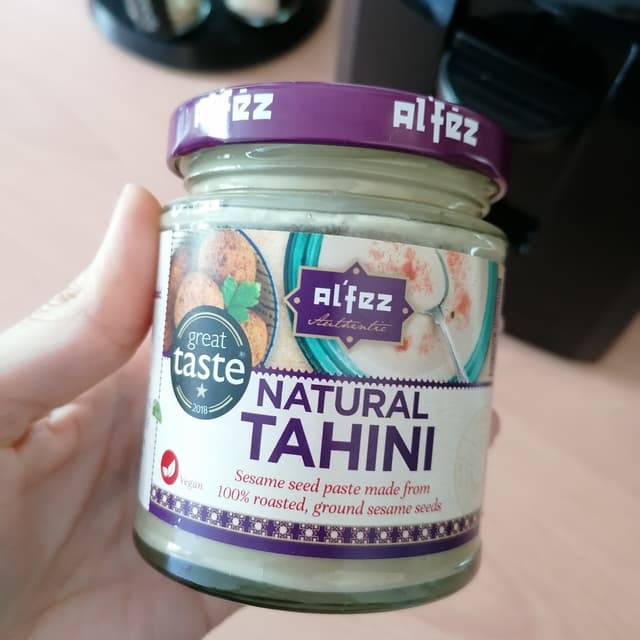 Al'fez
Al'fez
Al'fez
Authentic
great
taste
2018
NATURAL
TAHINI
Vegan
Sesame seed paste made from
100% roasted, ground sesame seeds